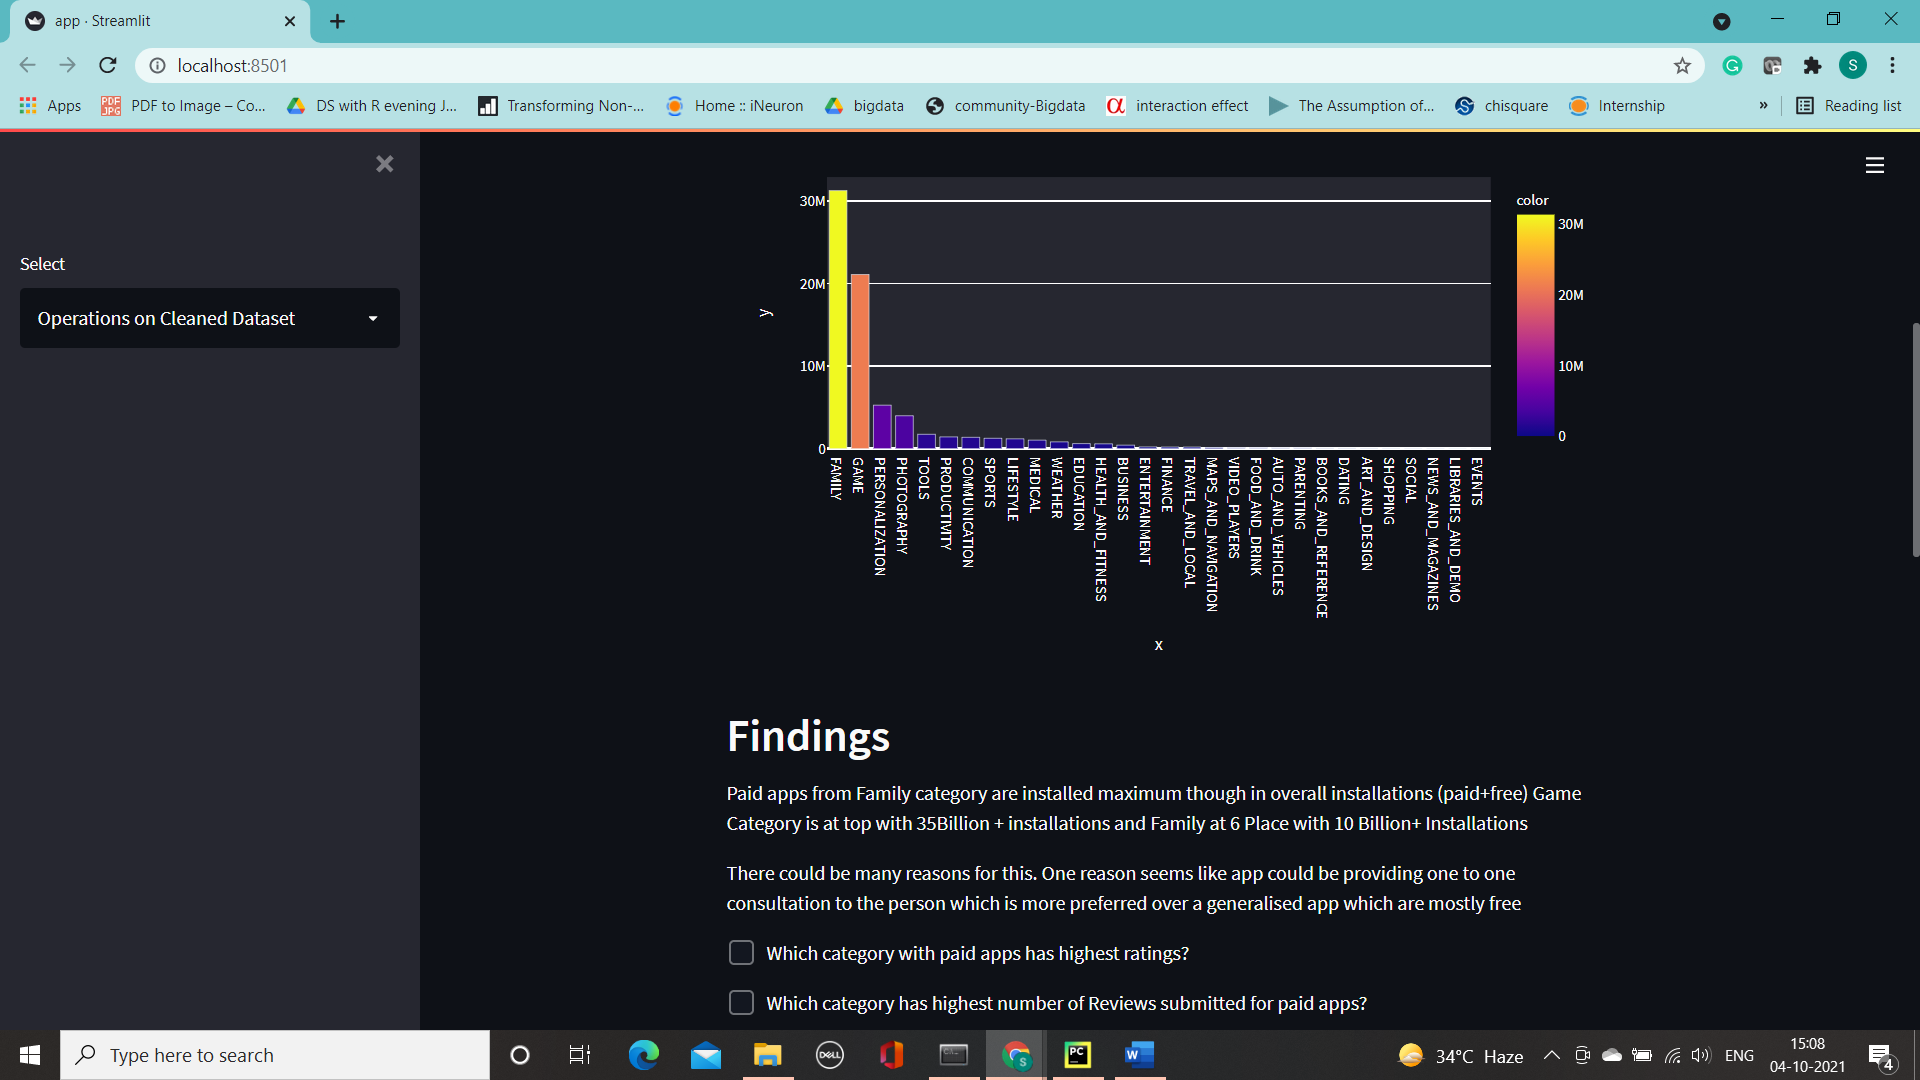 app · Streamlit
localhost:8501
Apps
PDF to Image – Co...
DS with R evening J...
Transforming Non-...
Home :: iNeuron
bigdata
community-Bigdata
interaction effect
The Assumption of...
chisquare
Internship
»
Reading list
Select
Operations on Cleaned Dataset
30M
20M
10M
0
y
FAMILY
GAME
PERSONALIZATION
PHOTOGRAPHY
TOOLS
PRODUCTIVITY
COMMUNICATION
SPORTS
LIFESTYLE
MEDICAL
WEATHER
EDUCATION
HEALTH_AND_FITNESS
BUSINESS
ENTERTAINMENT
FINANCE
TRAVEL_AND_LOCAL
MAPS_AND_NAVIGATION
VIDEO_PLAYERS
FOOD_AND_DRINK
AUTO_AND_VEHICLES
PARENTING
BOOKS_AND_REFERENCE
DATING
ART_AND_DESIGN
SHOPPING
SOCIAL
NEWS_AND_MAGAZINES
LIBRARIES_AND_DEMO
EVENTS
x
color
30M
20M
10M
0
Findings
Paid apps from Family category are installed maximum though in overall installations (paid+free) Game
Category is at top with 35Billion + installations and Family at 6 Place with 10 Billion+ Installations
There could be many reasons for this. One reason seems like app could be providing one to one
consultation to the person which is more preferred over a generalised app which are mostly free
Which category with paid apps has highest ratings?
Which category has highest number of Reviews submitted for paid apps?
Type here to search
DELL
PC
W
34°C Haze
ENG
15:08
04-10-2021
4